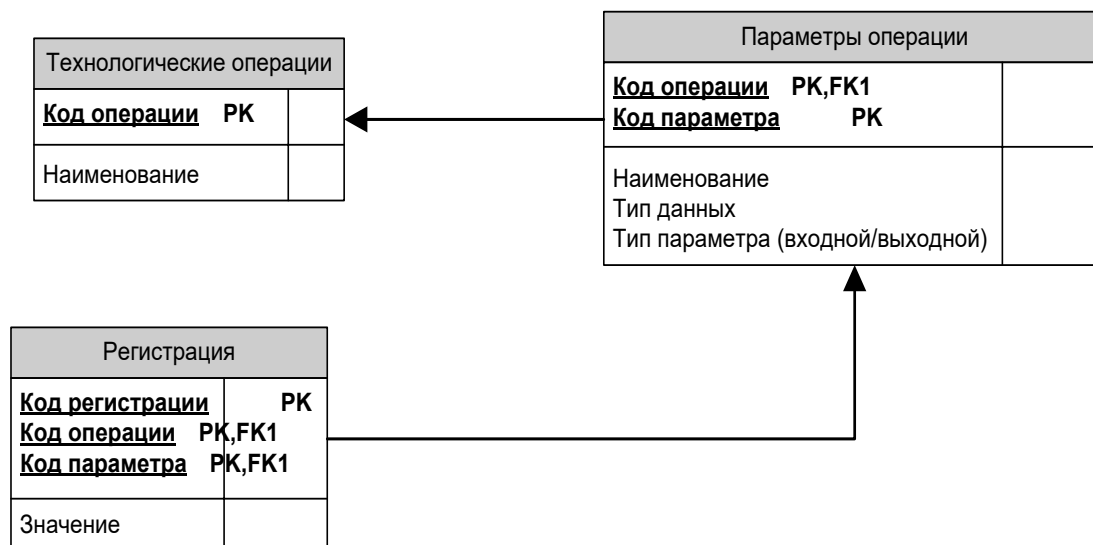 Технологические операции
Код операции PK
Наименование
Параметры операции
Код операции PK,FK1
Код параметра PK
Наименование
Тип данных
Тип параметра (входной/выходной)
Регистрация
Код регистрации PK
Код операции PK,FK1
Код параметра PK,FK1
Значение